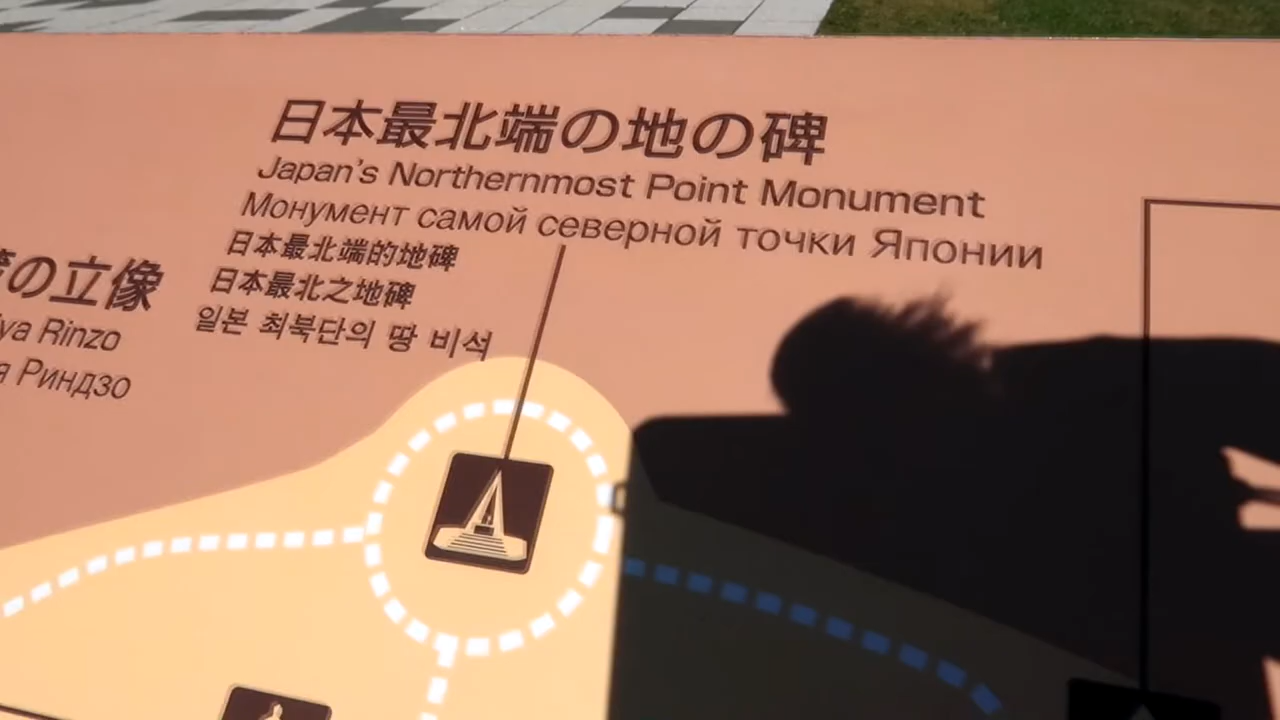 日本最北端の地の碑
Japan's Northernmost Point Monument
Монумент самой северной точки Японии
日本最北端的地碑
日本最北之地碑
일본 최북단의 땅 비석
の立像
ya Rinzo
я Риндзо